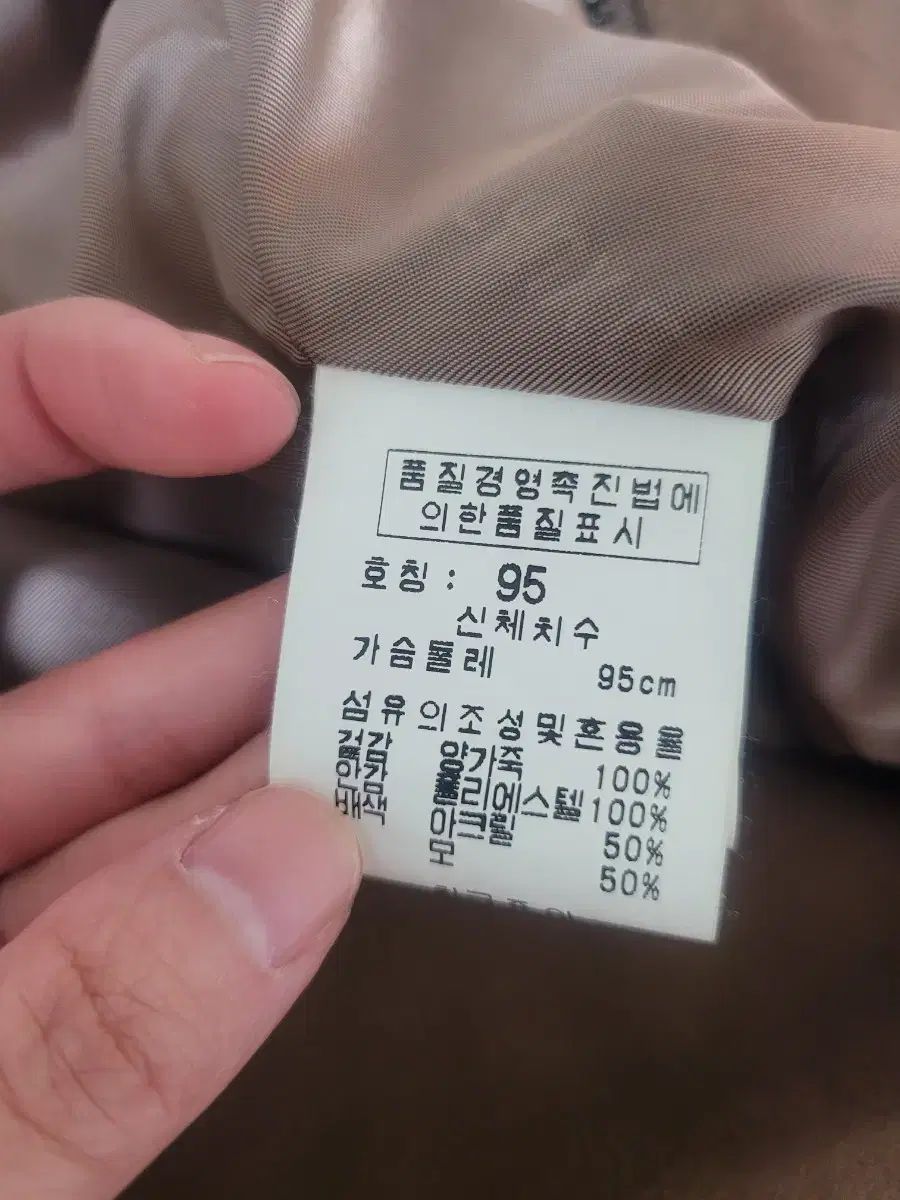 품질경영촉진법에
의한품질표시
호칭 : 95
신체치수
가슴둘레 95cm
섬유의조성및혼용율
겉감 양가죽 100%
안감 폴리에스텔 100%
배색 아크릴 50%
모 50%